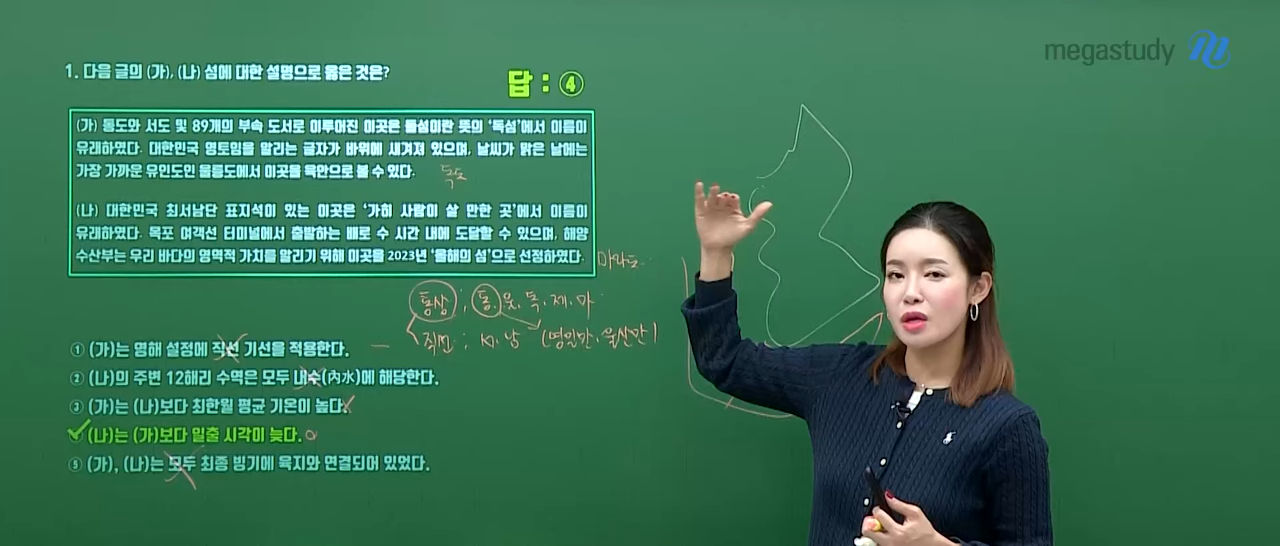 megastudy
1. 다음 글의 (가), (나) 섬에 대한 설명으로 옳은 것은?
답 : ④
(가) 동도와 서도 및 89개의 부속 도서로 이루어진 이곳은 돌섬이란 뜻의 '독섬'에서 이름이
유래하였다. 대한민국 영토임을 알리는 글자가 바위에 새겨져 있으며, 날씨가 맑은 날에는
가장 가까운 유인도인 울릉도에서 이곳을 육안으로 볼 수 있다.
독도
(나) 대한민국 최서남단 표지석이 있는 이곳은 '가히 사람이 살 만한 곳'에서 이름이
유래하였다. 목포 여객선 터미널에서 출발하는 배로 수 시간 내에 도달할 수 있으며, 해양
수산부는 우리 바다의 영역적 가치를 알리기 위해 이곳을 2023년 '올해의 섬'으로 선정하였다.
통상 ; 동. 울. 독. 제. 마
직선 ; 서. 남 (영일만. 울산만)
① (가)는 영해 설정에 직선 기선을 적용한다.
② (나)의 주변 12해리 수역은 모두 내수(內水)에 해당한다.
③ (가)는 (나)보다 최한월 평균 기온이 높다.
④ (나)는 (가)보다 일출 시각이 늦다.
⑤ (가), (나)는 모두 최종 빙기에 육지와 연결되어 있었다.